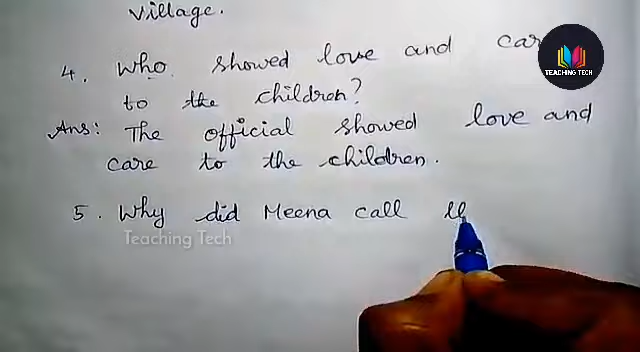 village.
4. Who showed love and
TEACHING TECH
to the children?
Ans: The official showed love and
care to the children.
5. Why did Meena call
Teaching Tech